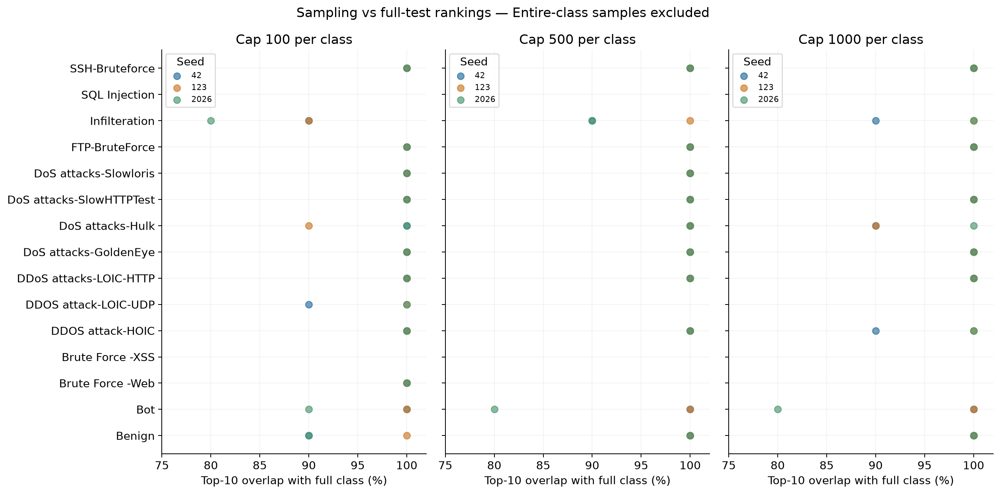 Sampling vs full-test rankings — Entire-class samples excluded
Cap 100 per class
Cap 500 per class
Cap 1000 per class
Seed
42
123
2026
Seed
42
123
2026
Seed
42
123
2026
SSH-Bruteforce
SQL Injection
Infilteration
FTP-BruteForce
DoS attacks-Slowloris
DoS attacks-SlowHTTPTest
DoS attacks-Hulk
DoS attacks-GoldenEye
DDoS attacks-LOIC-HTTP
DDOS attack-LOIC-UDP
DDOS attack-HOIC
Brute Force -XSS
Brute Force -Web
Bot
Benign
75 80 85 90 95 100
75 80 85 90 95 100
75 80 85 90 95 100
Top-10 overlap with full class (%)
Top-10 overlap with full class (%)
Top-10 overlap with full class (%)